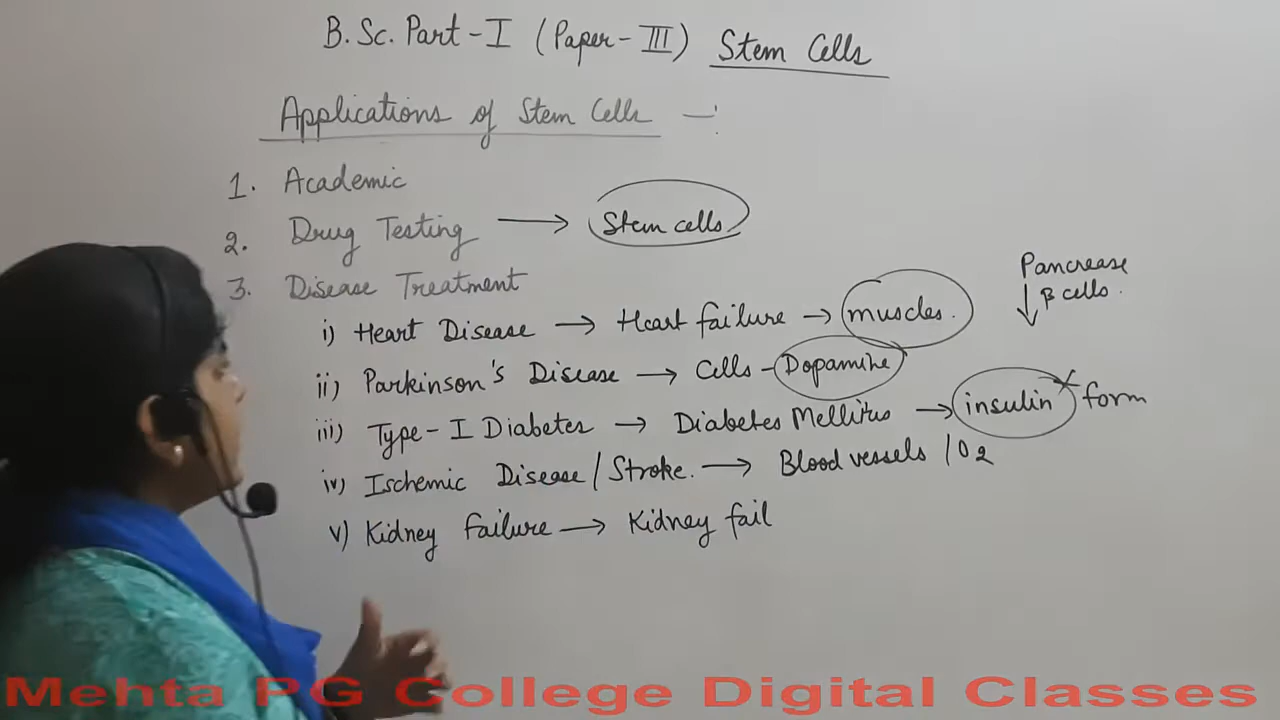 B.Sc. Part-I (Paper-III) Stem Cells
Applications of Stem Cells —:
1. Academic
2. Drug Testing → Stem cells
3. Disease Treatment
i) Heart Disease → Heart failure → muscles.
Pancrease
↓ β cells.
ii) Parkinson's Disease → Cells - Dopamine
iii) Type-I Diabetes → Diabetes Mellitus → insulin x form
iv) Ischemic Disease/Stroke. → Blood vessels / O2
v) Kidney Failure → Kidney fail
Mehta PG College Digital Classes